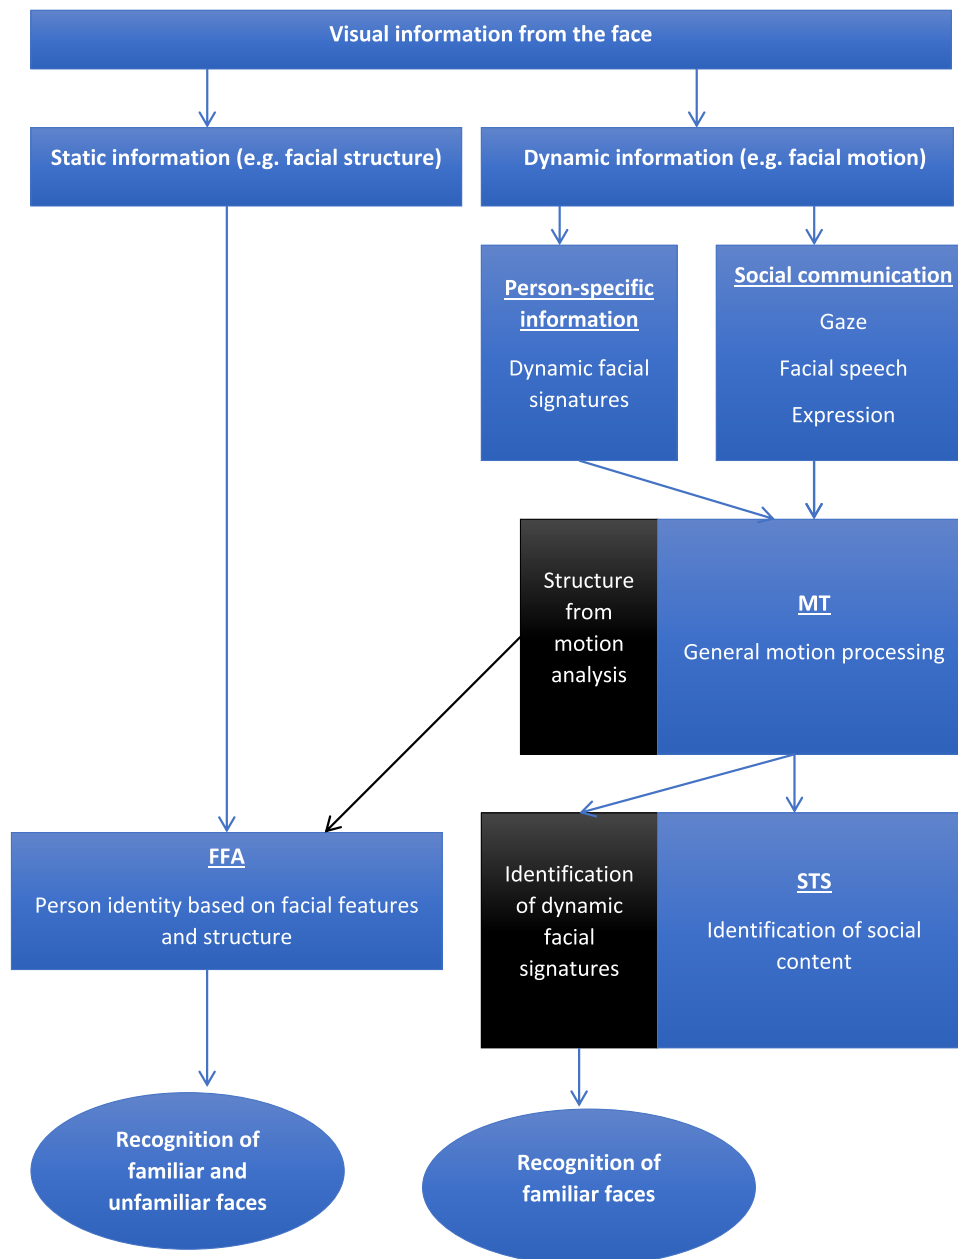 Visual information from the face
Static information (e.g. facial structure)
Dynamic information (e.g. facial motion)
Person-specific
information
Dynamic facial
signatures
Social communication
Gaze
Facial speech
Expression
Structure
from
motion
analysis
MT
General motion processing
FFA
Person identity based on facial features
and structure
Identification
of dynamic
facial
signatures
STS
Identification of social
content
Recognition of
familiar and
unfamiliar faces
Recognition of
familiar faces